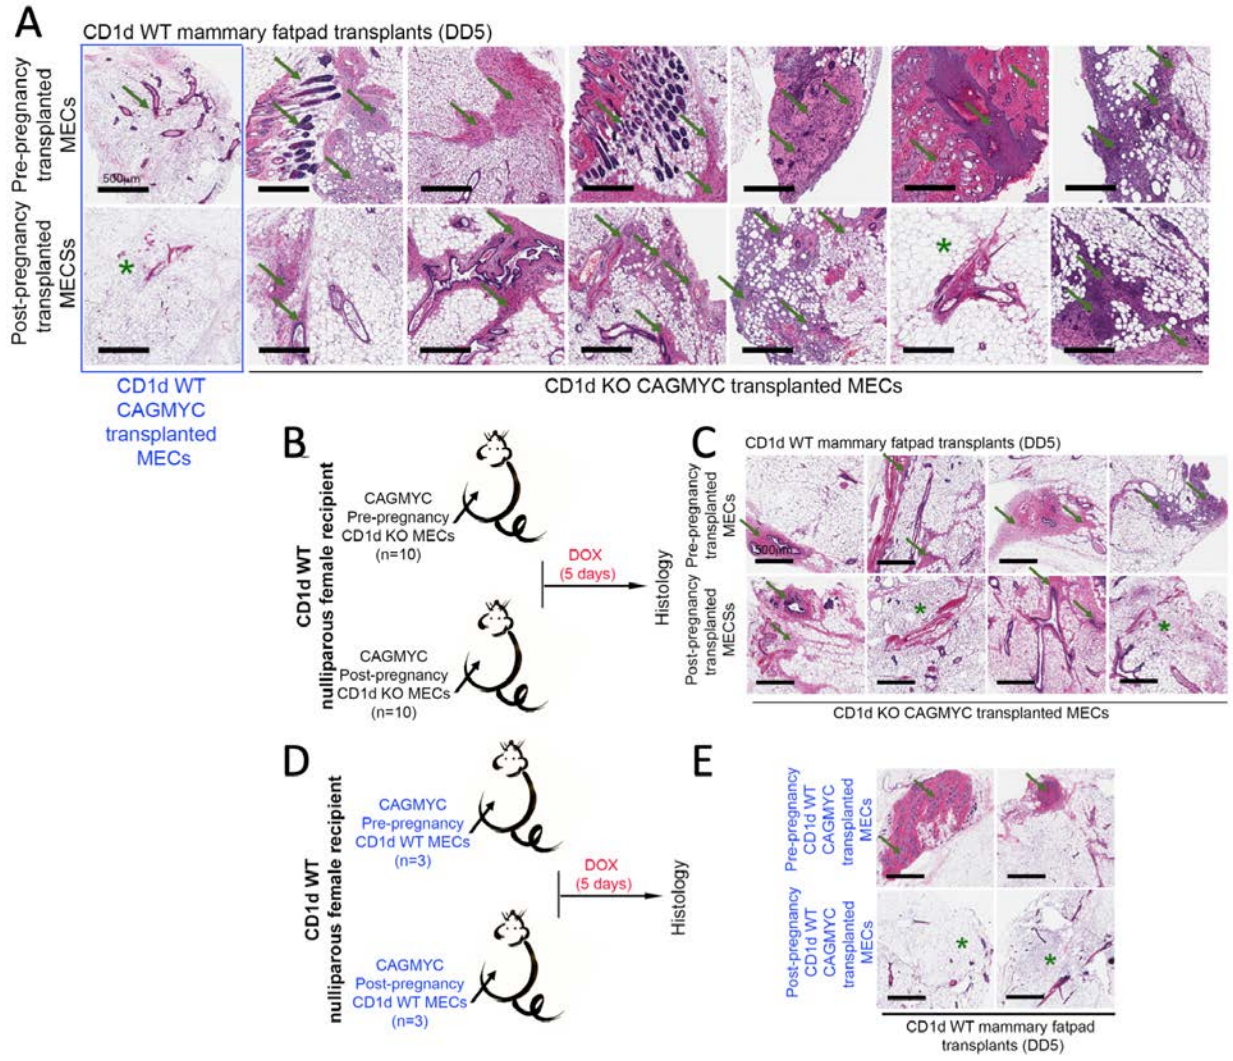 A
CD1d WT mammary fatpad transplants (DD5)
Pre-pregnancy
transplanted
MECs
500µm
Post-pregnancy
transplanted
MECSs
*
*
CD1d WT
CAGMYC
transplanted
MECs
CD1d KO CAGMYC transplanted MECs
B
CD1d WT
nulliparous female recipient
CAGMYC
Pre-pregnancy
CD1d KO MECs
(n=10)
CAGMYC
Post-pregnancy
CD1d KO MECs
(n=10)
DOX
(5 days)
Histology
C
CD1d WT mammary fatpad transplants (DD5)
Pre-pregnancy
transplanted
MECs
500µm
Post-pregnancy
transplanted
MECSs
*
*
CD1d KO CAGMYC transplanted MECs
D
CD1d WT
nulliparous female recipient
CAGMYC
Pre-pregnancy
CD1d WT MECs
(n=3)
CAGMYC
Post-pregnancy
CD1d WT MECs
(n=3)
DOX
(5 days)
Histology
E
Pre-pregnancy
CD1d WT
CAGMYC
transplanted
MECs
Post-pregnancy
CD1d WT
CAGMYC
transplanted
MECs
*
*
CD1d WT mammary fatpad
transplants (DD5)